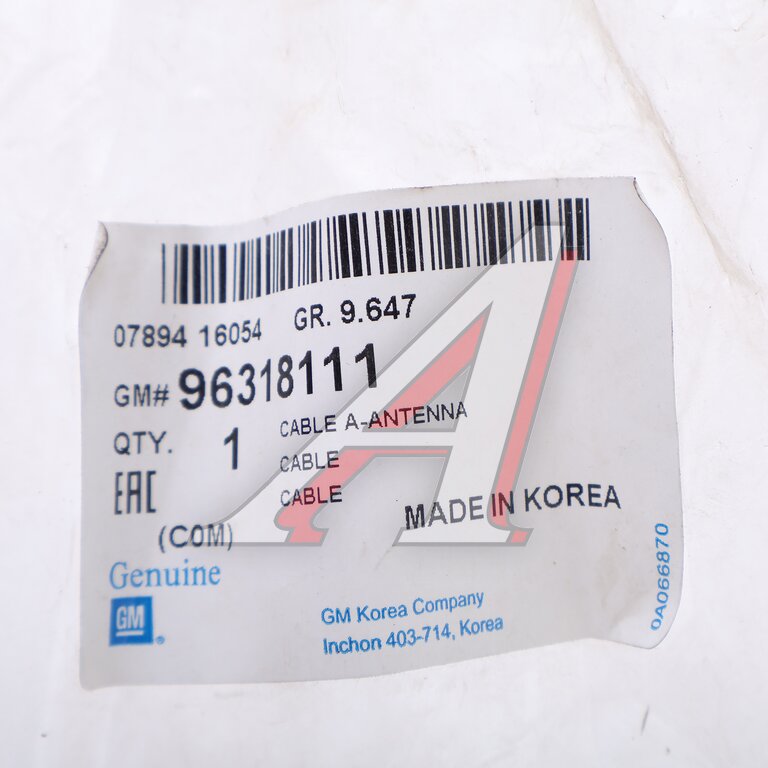 07894 16054 GR. 9.647
GM# 96318111
QTY. 1 CABLE A-ANTENNA
CABLE
EAC CABLE
MADE IN KOREA
(COM)
Genuine
GM ®
GM Korea Company
Inchon 403-714, Korea
0A066870
A